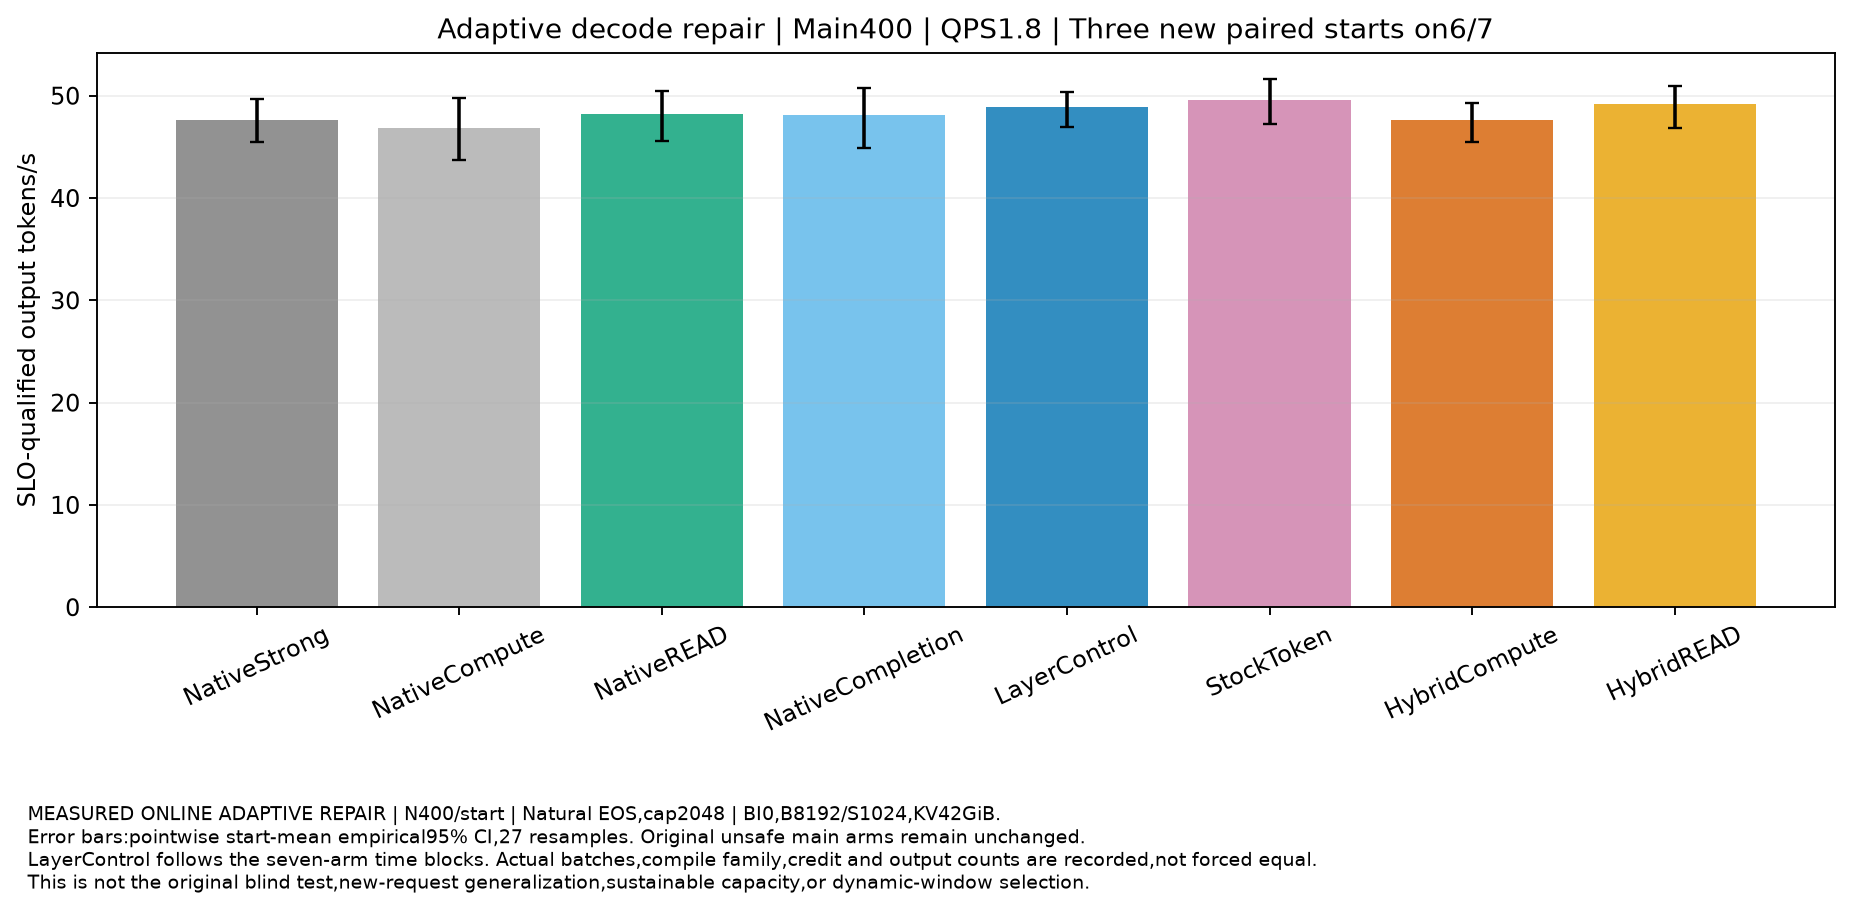 Adaptive decode repair | Main400 | QPS1.8 | Three new paired starts on6/7
SLO-qualified output tokens/s
50
40
30
20
10
0
NativeStrong
NativeCompute
NativeREAD
NativeCompletion
LayerControl
StockToken
HybridCompute
HybridREAD
MEASURED ONLINE ADAPTIVE REPAIR | N400/start | Natural EOS,cap2048 | BI0,B8192/S1024,KV42GiB.
Error bars:pointwise start-mean empirical95% CI,27 resamples. Original unsafe main arms remain unchanged.
LayerControl follows the seven-arm time blocks. Actual batches,compile family,credit and output counts are recorded,not forced equal.
This is not the original blind test,new-request generalization,sustainable capacity,or dynamic-window selection.